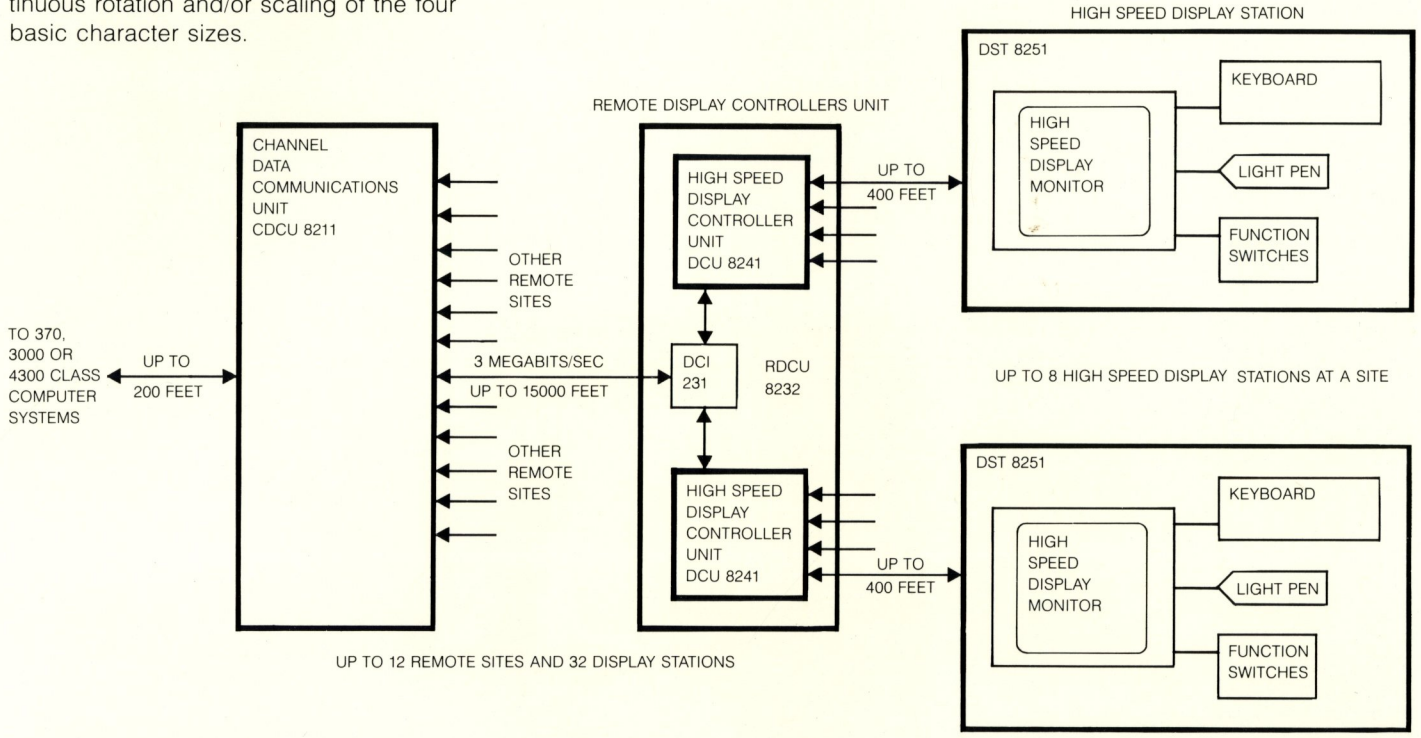 tinuous rotation and/or scaling of the four
basic character sizes.
HIGH SPEED DISPLAY STATION
DST 8251
KEYBOARD
HIGH
SPEED
DISPLAY
MONITOR
LIGHT PEN
FUNCTION
SWITCHES
REMOTE DISPLAY CONTROLLERS UNIT
CHANNEL
DATA
COMMUNICATIONS
UNIT
CDCU 8211
HIGH SPEED
DISPLAY
CONTROLLER
UNIT
DCU 8241
UP TO
400 FEET
OTHER
REMOTE
SITES
TO 370,
3000 OR
4300 CLASS
COMPUTER
SYSTEMS
UP TO
200 FEET
3 MEGABITS/SEC
UP TO 15000 FEET
DCI
231
RDCU
8232
UP TO 8 HIGH SPEED DISPLAY STATIONS AT A SITE
OTHER
REMOTE
SITES
HIGH SPEED
DISPLAY
CONTROLLER
UNIT
DCU 8241
UP TO
400 FEET
DST 8251
KEYBOARD
HIGH
SPEED
DISPLAY
MONITOR
LIGHT PEN
FUNCTION
SWITCHES
UP TO 12 REMOTE SITES AND 32 DISPLAY STATIONS